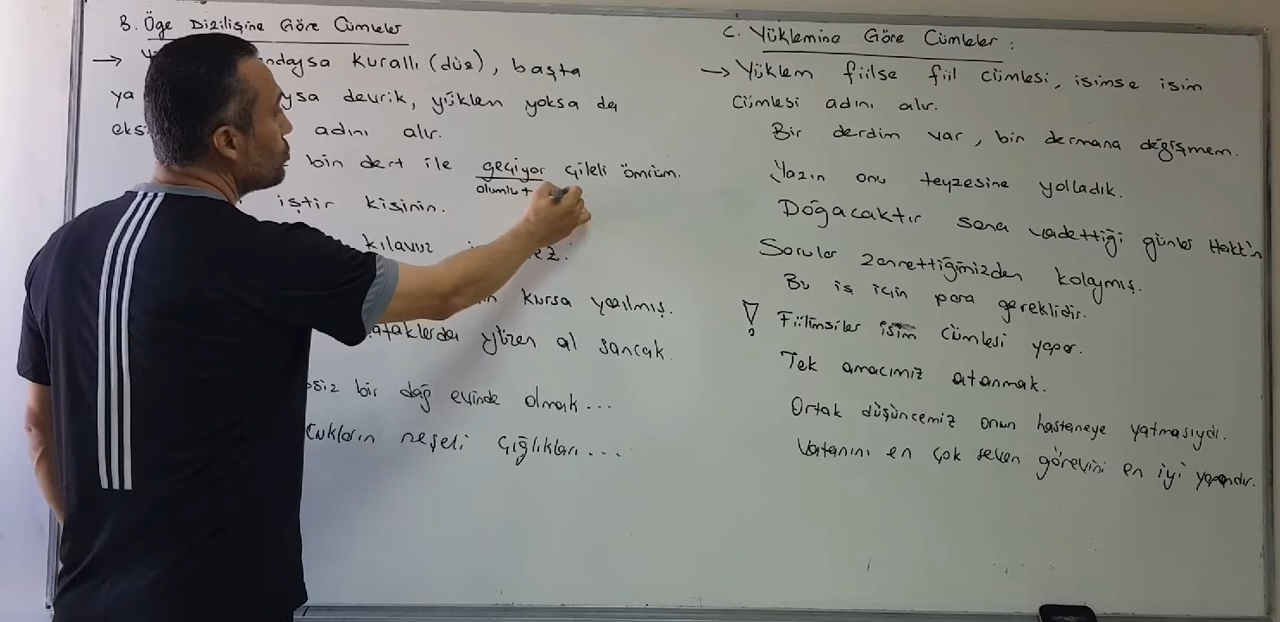 B. Öge Dizilişine Göre Cümleler
→ ndaysa kurallı (düz), başta
ya ysa devrik, yüklem yoksa da
eks adını alır.
bin dert ile geçiyor çileli ömrüm.
olumlu +
iştir kişinin.
kılavuz ez.
kursa yazılmış.
ataklarda yüzen al sancak.
psiz bir dağ evinde olmak...
cukların neşeli çığlıkları...
C. Yüklemine Göre Cümleler:
→ Yüklem fiilse fiil cümlesi, isimse isim
cümlesi adını alır.
Bir derdim var, bin dermana değişmem.
Yazın onu teyzesine yolladık.
Doğacaktır sana vadettiği günler Hakk'ın
Sorular zannettiğimizden kolaymış.
Bu iş için para gereklidir.
! Fiilimsiler isim cümlesi yapar.
Tek amacımız atanmak.
Ortak düşüncemiz onun hastaneye yatmasıydı.
Vatanını en çok seven görevini en iyi yapandır.